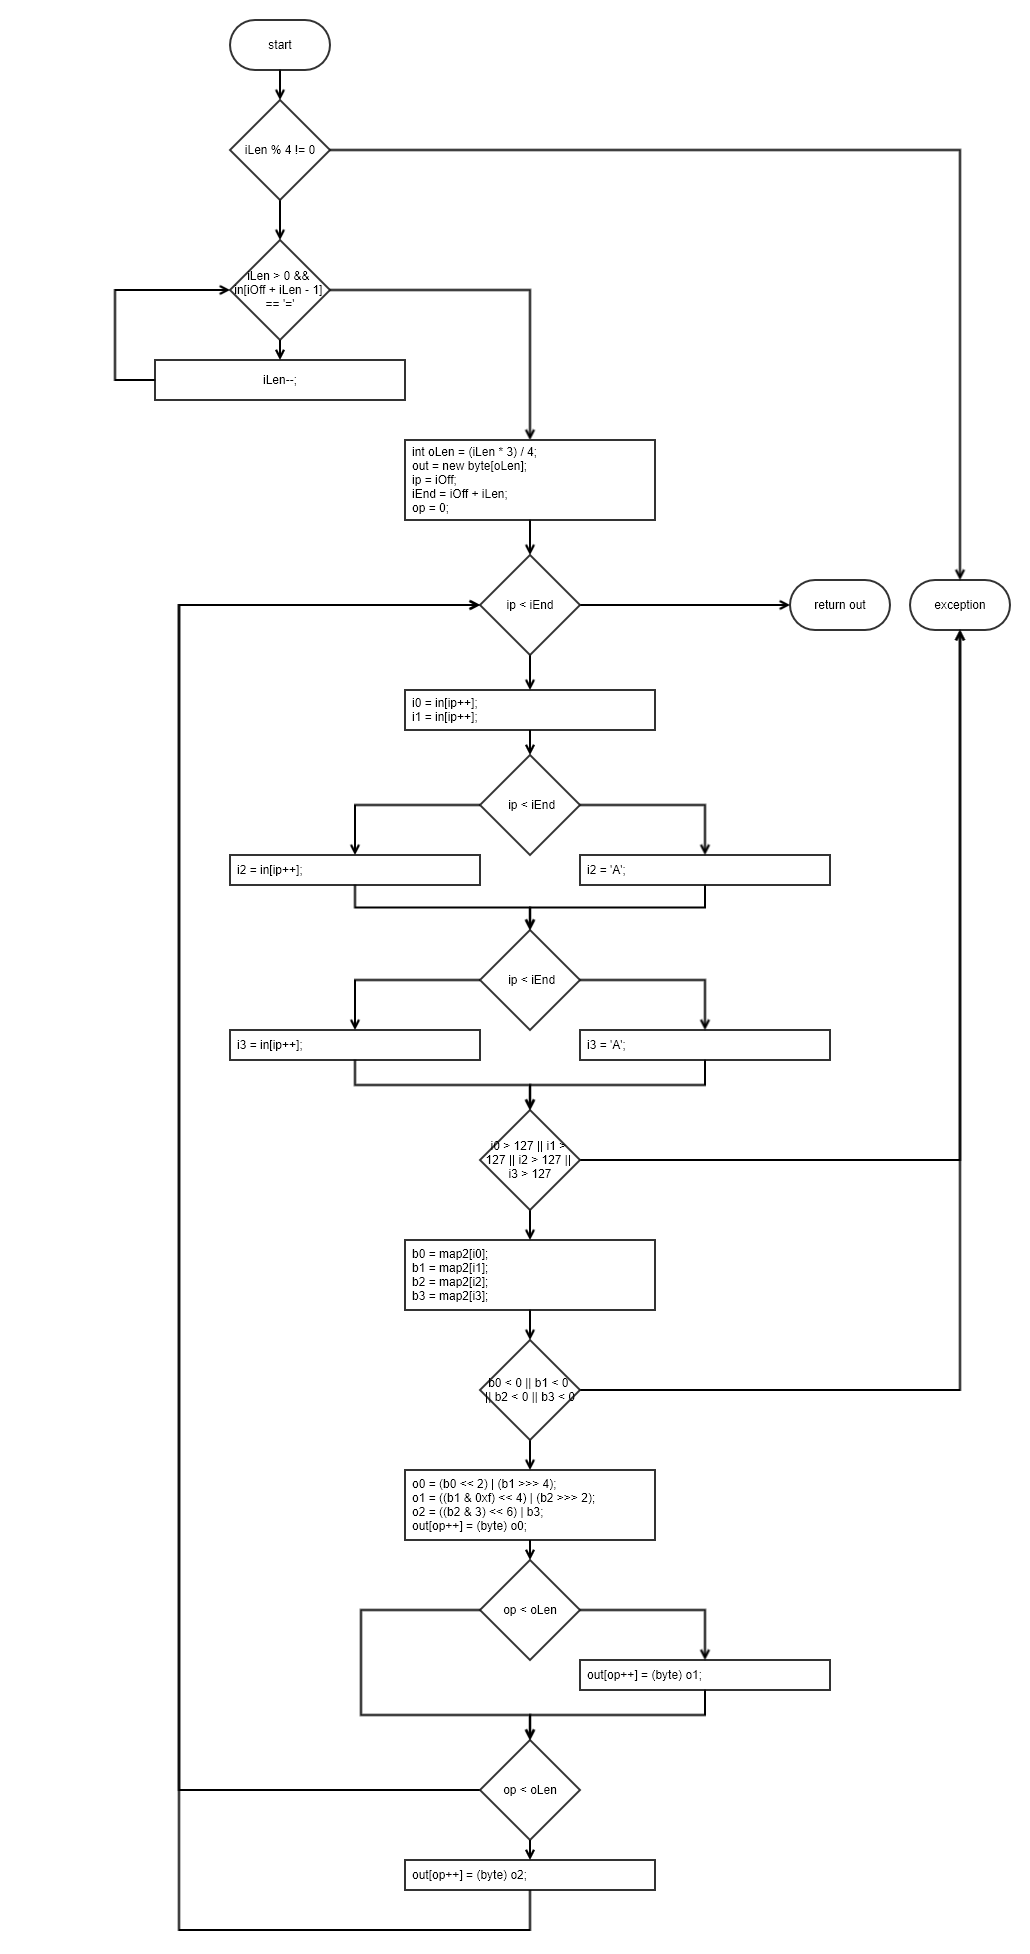 start
iLen % 4 != 0
iLen > 0 &&
in[iOff + iLen - 1]
== '='
iLen--;
int oLen = (iLen * 3) / 4;
out = new byte[oLen];
ip = iOff;
iEnd = iOff + iLen;
op = 0;
ip < iEnd
return out
exception
i0 = in[ip++];
i1 = in[ip++];
ip < iEnd
i2 = in[ip++];
i2 = 'A';
ip < iEnd
i3 = in[ip++];
i3 = 'A';
i0 > 127 || i1 >
127 || i2 > 127 ||
i3 > 127
b0 = map2[i0];
b1 = map2[i1];
b2 = map2[i2];
b3 = map2[i3];
b0 < 0 || b1 < 0
|| b2 < 0 || b3 < 0
o0 = (b0 << 2) | (b1 >>> 4);
o1 = ((b1 & 0xf) << 4) | (b2 >>> 2);
o2 = ((b2 & 3) << 6) | b3;
out[op++] = (byte) o0;
op < oLen
out[op++] = (byte) o1;
op < oLen
out[op++] = (byte) o2;